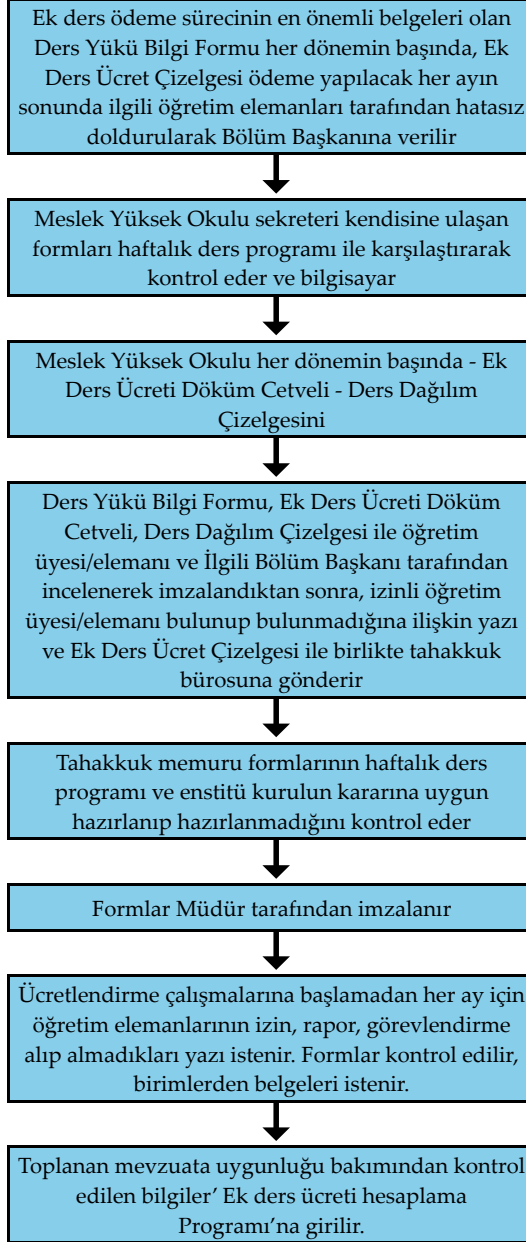 Ek ders ödeme sürecinin en önemli belgeleri olan
Ders Yükü Bilgi Formu her dönemin başında, Ek
Ders Ücret Çizelgesi ödeme yapılacak her ayın
sonunda ilgili öğretim elemanları tarafından hatasız
doldurularak Bölüm Başkanına verilir
Meslek Yüksek Okulu sekreteri kendisine ulaşan
formları haftalık ders programı ile karşılaştırarak
kontrol eder ve bilgisayar
Meslek Yüksek Okulu her dönemin başında - Ek
Ders Ücreti Döküm Cetveli - Ders Dağılım
Çizelgesini
Ders Yükü Bilgi Formu, Ek Ders Ücreti Döküm
Cetveli, Ders Dağılım Çizelgesi ile öğretim
üyesi/elemanı ve İlgili Bölüm Başkanı tarafından
incelenerek imzalandıktan sonra, izinli öğretim
üyesi/elemanı bulunup bulunmadığına ilişkin yazı
ve Ek Ders Ücret Çizelgesi ile birlikte tahakkuk
bürosuna gönderir
Tahakkuk memuru formlarının haftalık ders
programı ve enstitü kurulun kararına uygun
hazırlanıp hazırlanmadığını kontrol eder
Formlar Müdür tarafından imzalanır
Ücretlendirme çalışmalarına başlamadan her ay için
öğretim elemanlarının izin, rapor, görevlendirme
alıp almadıkları yazı istenir. Formlar kontrol edilir,
birimlerden belgeleri istenir.
Toplanan mevzuata uygunluğu bakımından kontrol
edilen bilgiler’ Ek ders ücreti hesaplama
Programı’na girilir.